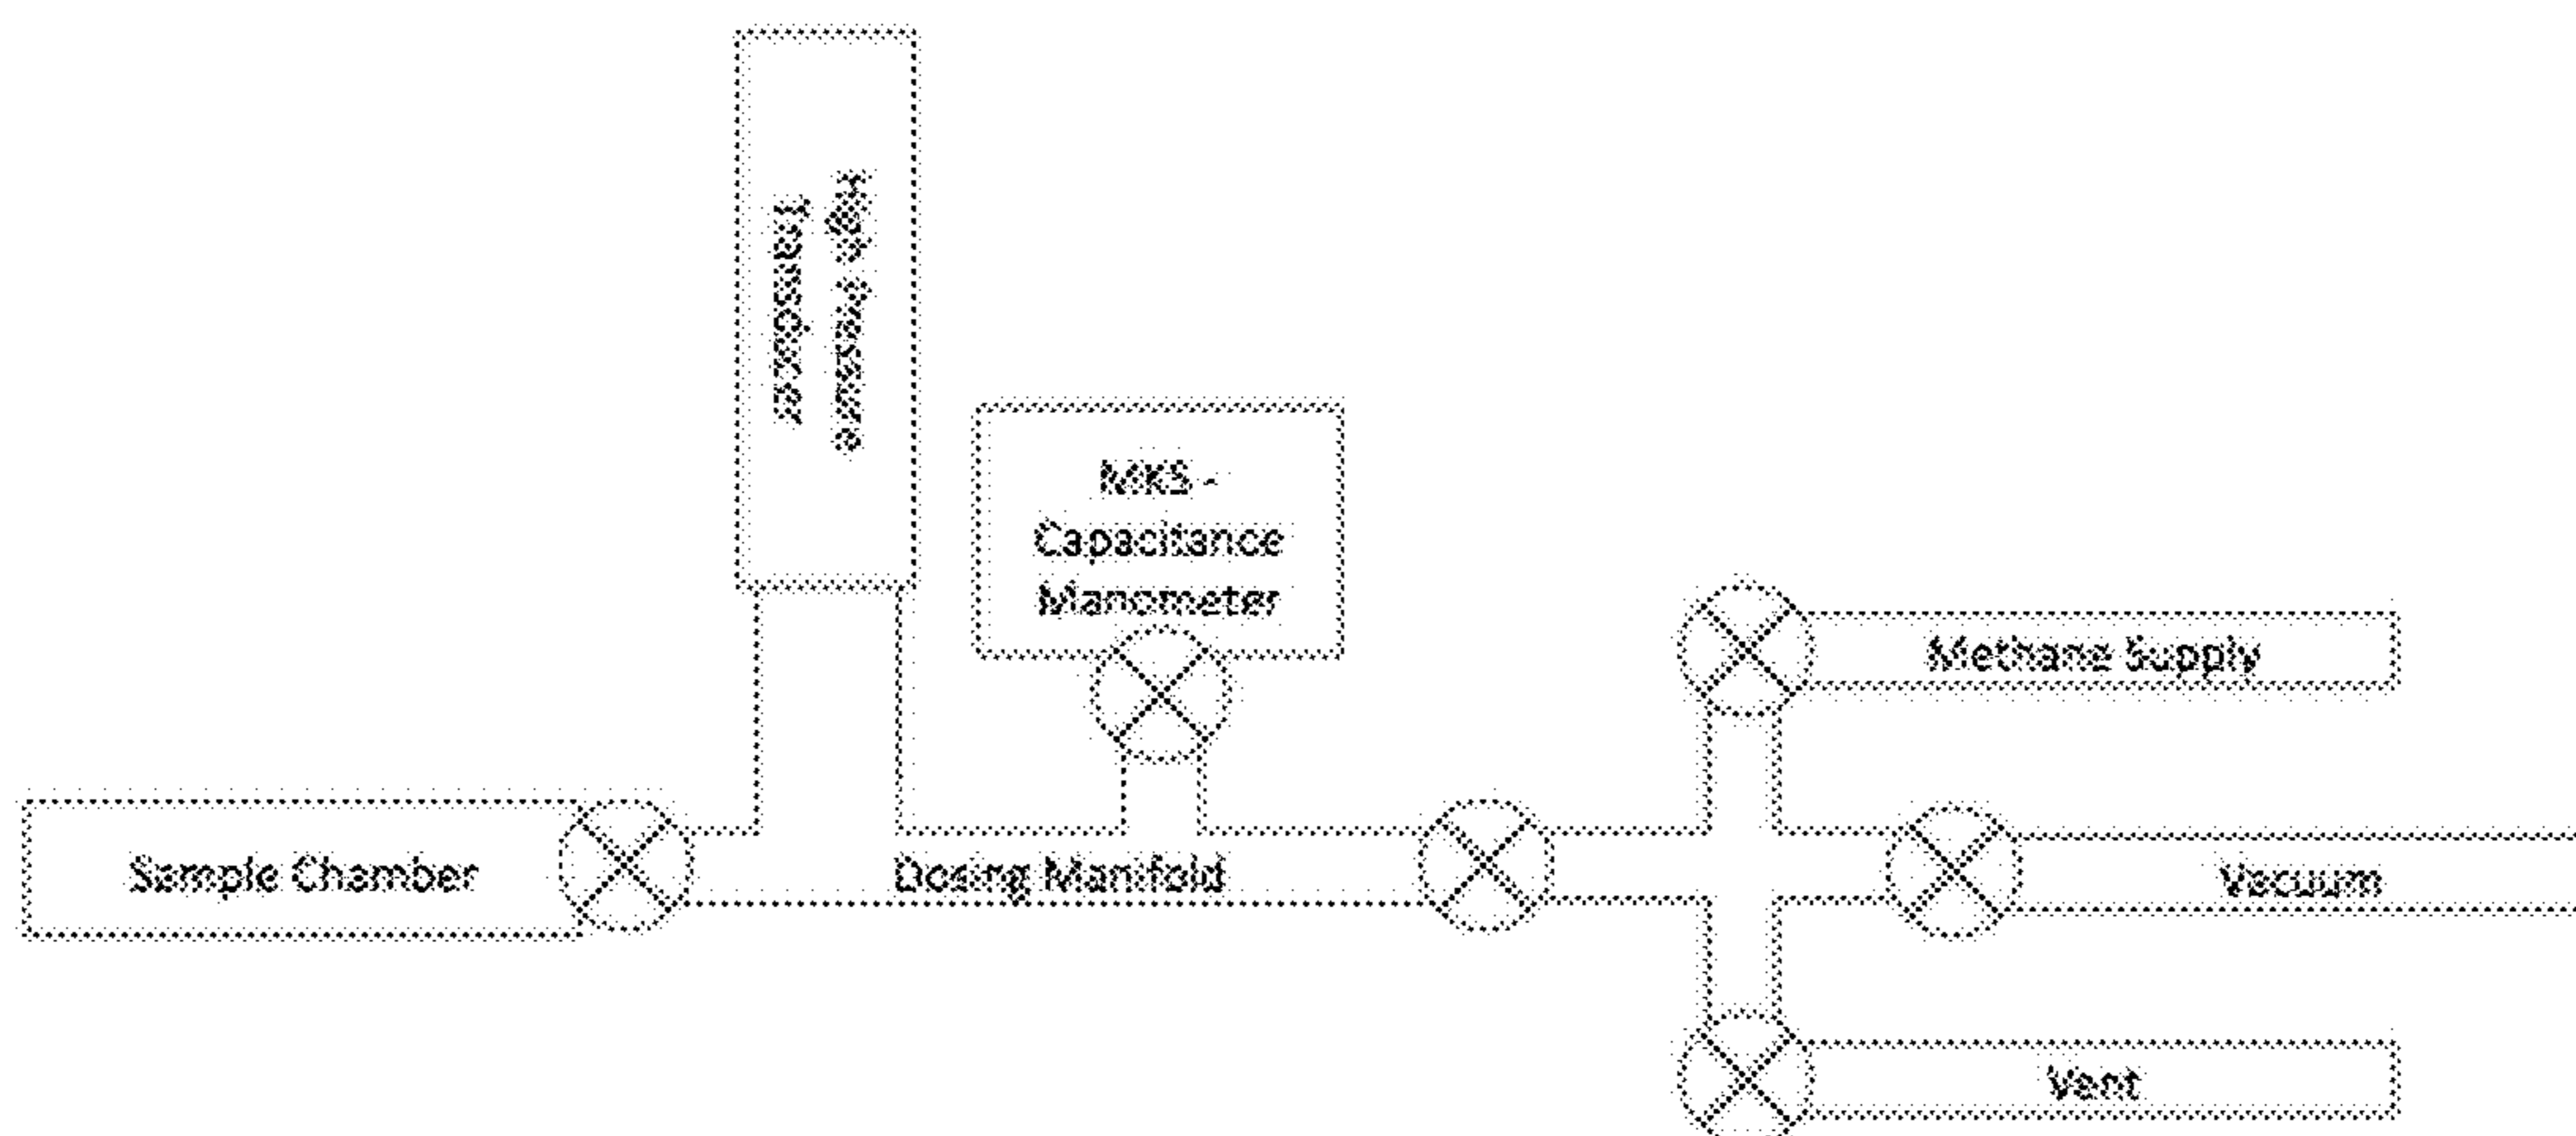 High Pressure
Transducer
MKS -
Capacitance
Manometer
Methane Supply
Sample Chamber
Dosing Manifold
Vacuum
Vent